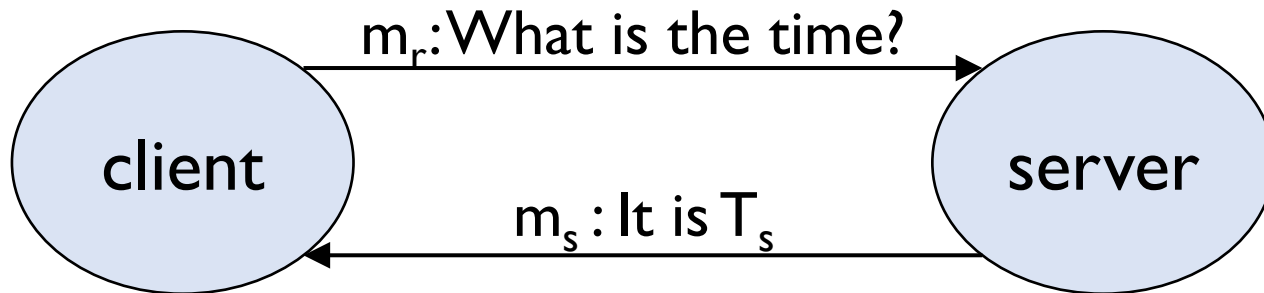 mᵣ: What is the time?
client
server
mₛ : It is Tₛ